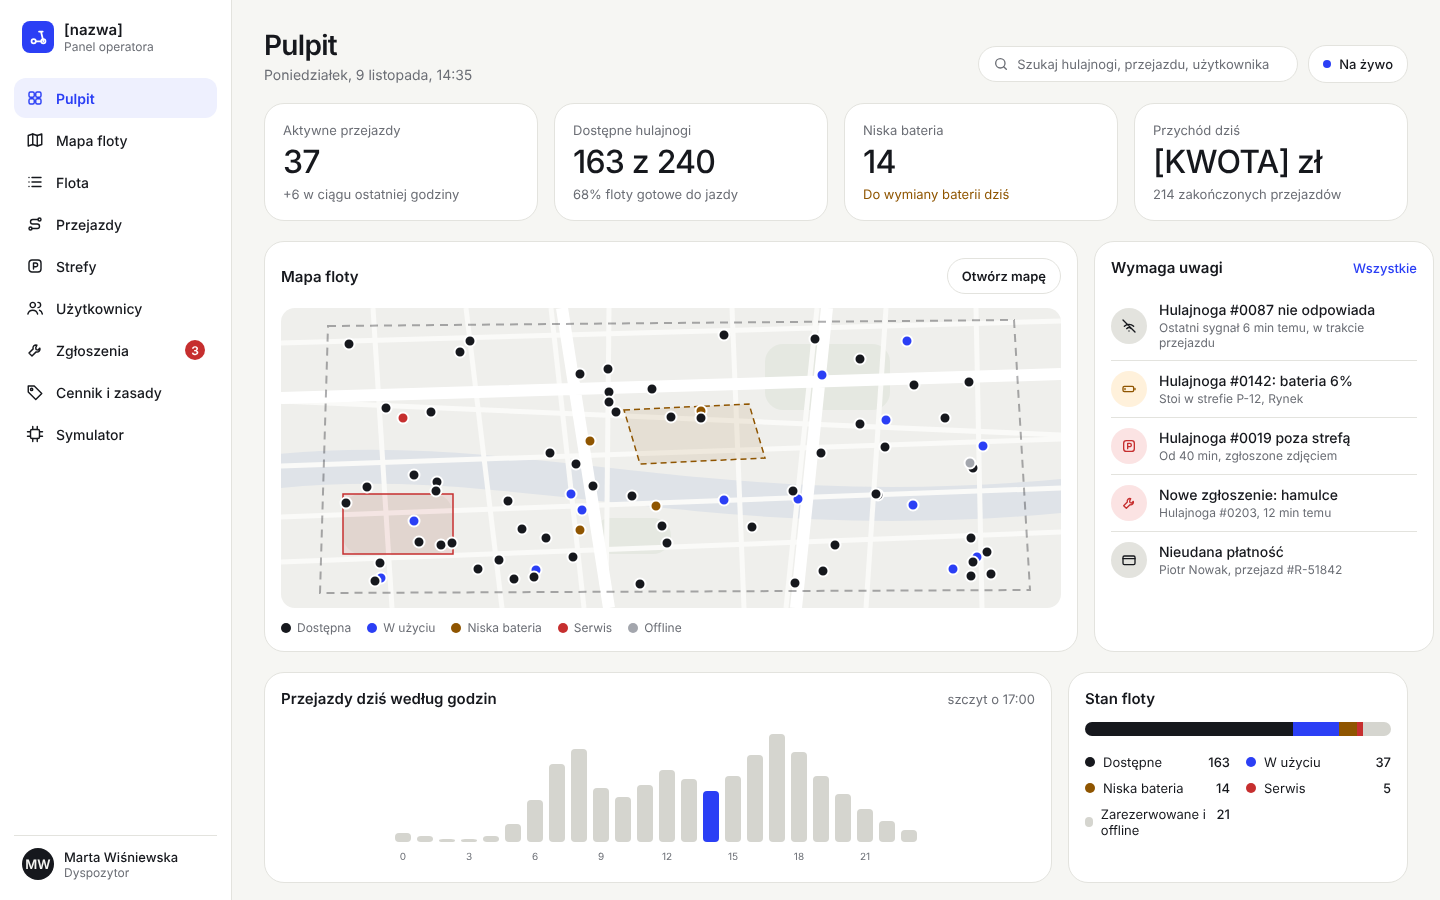 [nazwa]
Panel operatora
Pulpit
Mapa floty
Flota
Przejazdy
Strefy
Użytkownicy
Zgłoszenia 3
Cennik i zasady
Symulator
MW
Marta Wiśniewska
Dyspozytor
Pulpit
Poniedziałek, 9 listopada, 14:35
Szukaj hulajnogi, przejazdu, użytkownika
Na żywo
Aktywne przejazdy
37
+6 w ciągu ostatniej godziny
Dostępne hulajnogi
163 z 240
68% floty gotowe do jazdy
Niska bateria
14
Do wymiany baterii dziś
Przychód dziś
[KWOTA] zł
214 zakończonych przejazdów
Mapa floty
Otwórz mapę
Dostępna W użyciu Niska bateria Serwis Offline
Wymaga uwagi
Wszystkie
Hulajnoga #0087 nie odpowiada
Ostatni sygnał 6 min temu, w trakcie
przejazdu
Hulajnoga #0142: bateria 6%
Stoi w strefie P-12, Rynek
Hulajnoga #0019 poza strefą
Od 40 min, zgłoszone zdjęciem
Nowe zgłoszenie: hamulce
Hulajnoga #0203, 12 min temu
Nieudana płatność
Piotr Nowak, przejazd #R-51842
Przejazdy dziś według godzin
szczyt o 17:00
0 3 6 9 12 15 18 21
Stan floty
Dostępne 163 W użyciu 37
Niska bateria 14 Serwis 5
Zarezerwowane i 21
offline